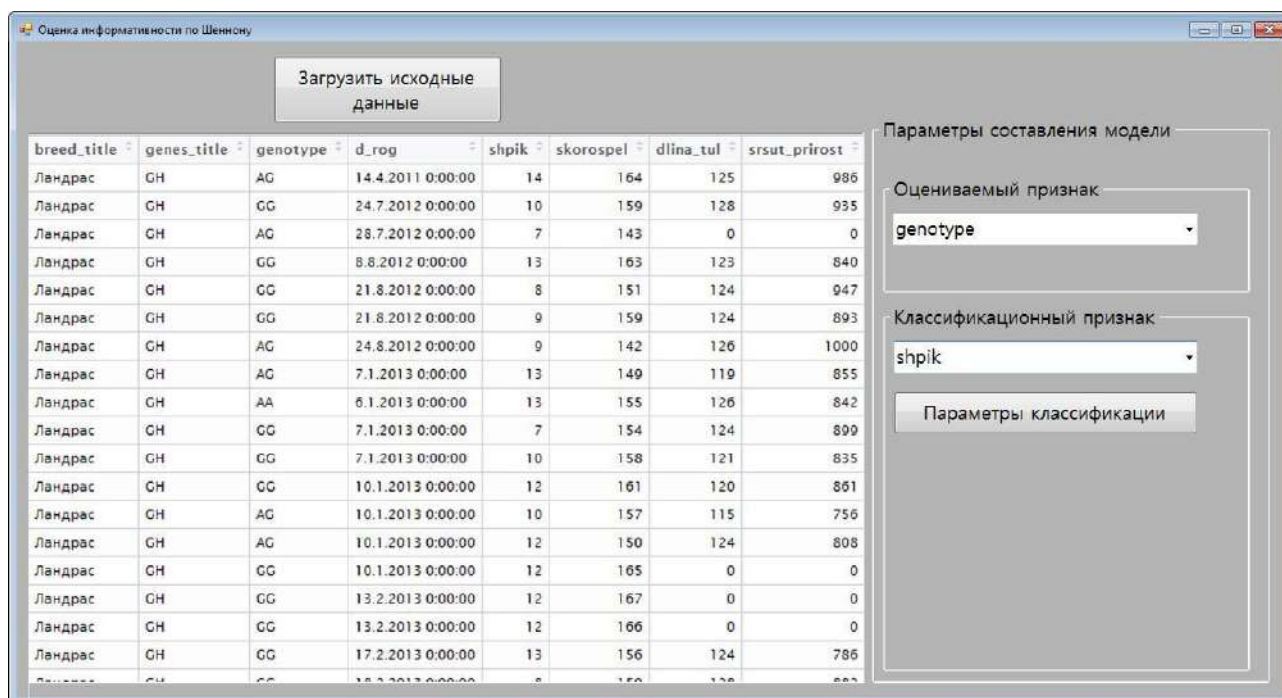 Оценка информативности по Шеннону
Загрузить исходные
данные
breed_title genes_title genotype d_rog shpik skorospel dlina_tul srsut_prirost
Ландрас GH AG 14.4.2011 0:00:00 14 164 125 986
Ландрас GH GG 24.7.2012 0:00:00 10 159 128 935
Ландрас GH AG 28.7.2012 0:00:00 7 143 0 0
Ландрас GH GG 8.8.2012 0:00:00 13 163 123 840
Ландрас GH GG 21.8.2012 0:00:00 8 151 124 947
Ландрас GH GG 21.8.2012 0:00:00 9 159 124 893
Ландрас GH AG 24.8.2012 0:00:00 9 142 126 1000
Ландрас GH AG 7.1.2013 0:00:00 13 149 119 855
Ландрас GH AA 6.1.2013 0:00:00 13 155 126 842
Ландрас GH GG 7.1.2013 0:00:00 7 154 124 899
Ландрас GH GG 7.1.2013 0:00:00 10 158 121 835
Ландрас GH GG 10.1.2013 0:00:00 12 161 120 861
Ландрас GH AG 10.1.2013 0:00:00 10 157 115 756
Ландрас GH AG 10.1.2013 0:00:00 12 150 124 808
Ландрас GH GG 10.1.2013 0:00:00 12 165 0 0
Ландрас GH GG 13.2.2013 0:00:00 12 167 0 0
Ландрас GH GG 13.2.2013 0:00:00 12 166 0 0
Ландрас GH GG 17.2.2013 0:00:00 13 156 124 786
Параметры составления модели
Оцениваемый признак
genotype
Классификационный признак
shpik
Параметры классификации